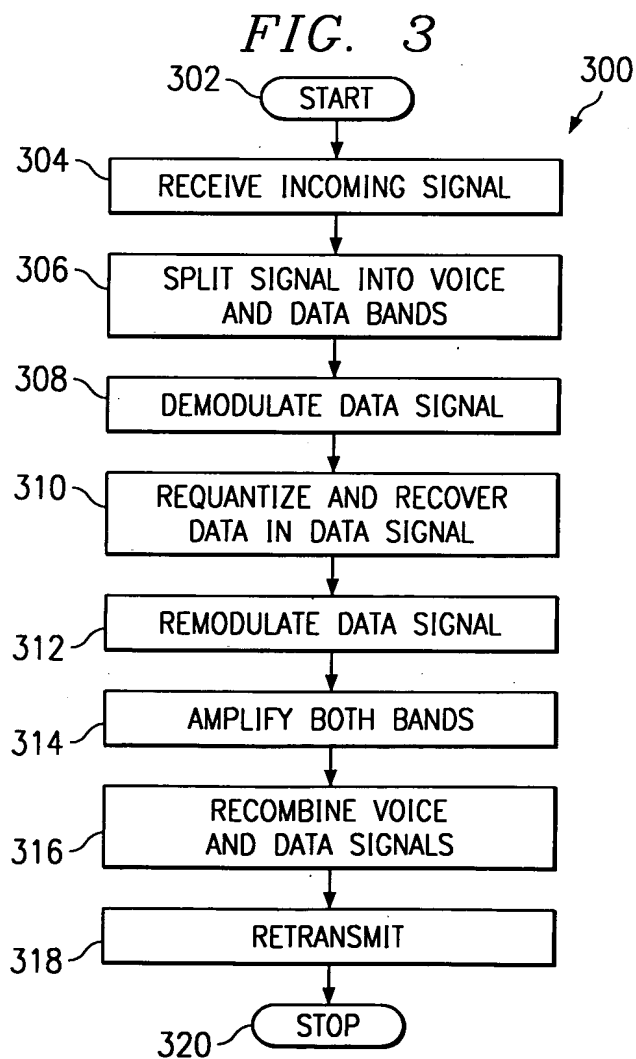 FIG. 3
300
302
START
304
RECEIVE INCOMING SIGNAL
306
SPLIT SIGNAL INTO VOICE
AND DATA BANDS
308
DEMODULATE DATA SIGNAL
310
REQUANTIZE AND RECOVER
DATA IN DATA SIGNAL
312
REMODULATE DATA SIGNAL
314
AMPLIFY BOTH BANDS
316
RECOMBINE VOICE
AND DATA SIGNALS
318
RETRANSMIT
320
STOP